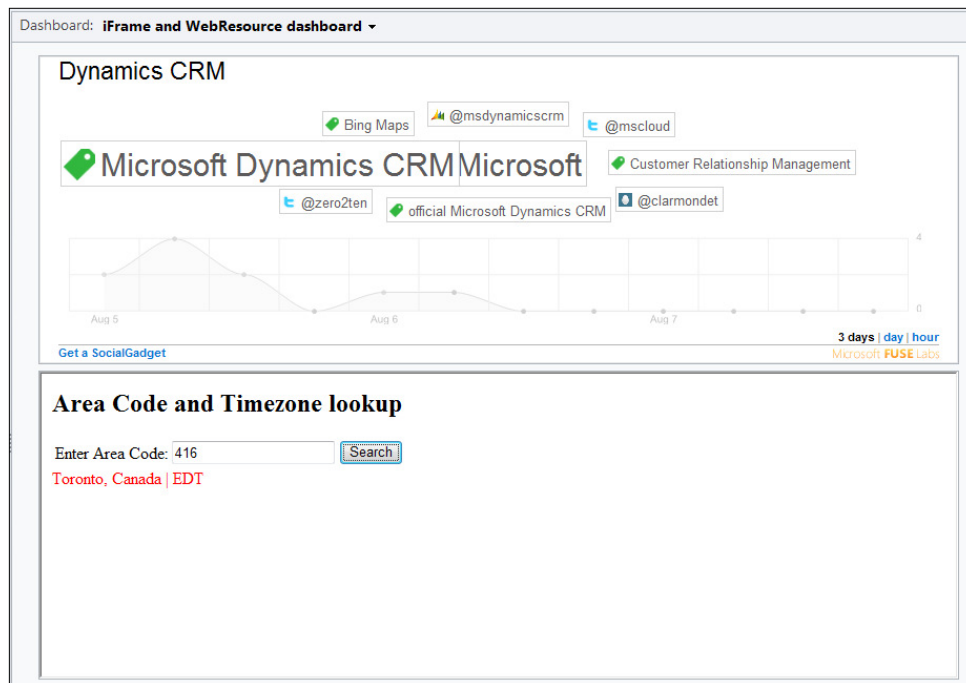 Dashboard: iFrame and WebResource dashboard
Dynamics CRM
Bing Maps
@msdynamicscrm
@mscloud
Microsoft Dynamics CRM
Microsoft
Customer Relationship Management
@zero2ten
official Microsoft Dynamics CRM
@clarmondet
4
0
Aug 5
Aug 6
Aug 7
3 days | day | hour
Get a SocialGadget
Microsoft FUSE Labs
Area Code and Timezone lookup
Enter Area Code: 416 Search
Toronto, Canada | EDT